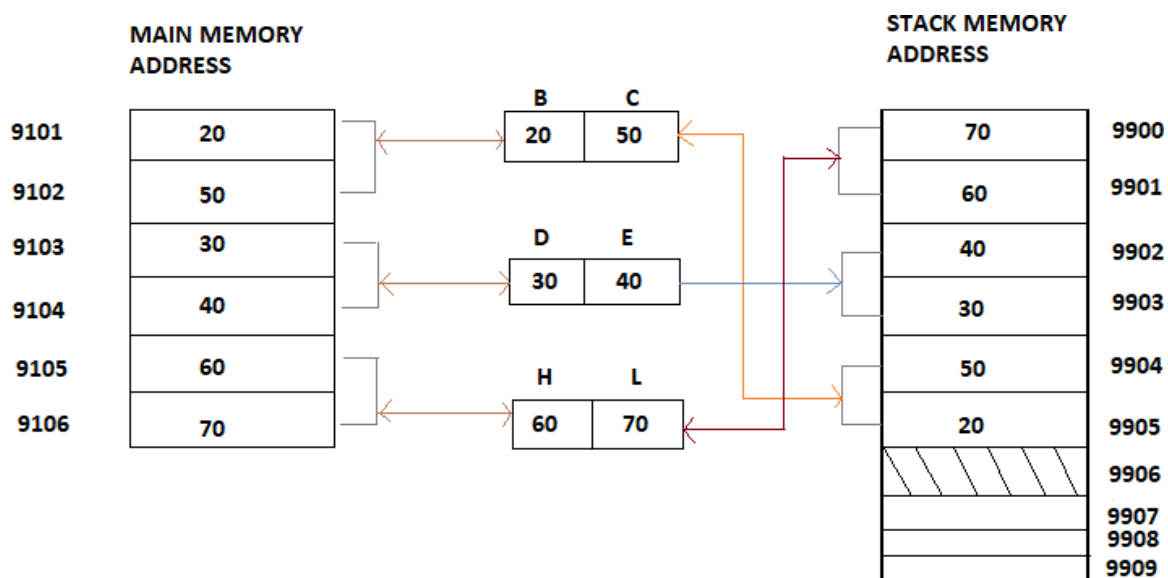 MAIN MEMORY
ADDRESS
STACK MEMORY
ADDRESS
B C
9101 20 20 50 70 9900
9102 50 60 9901
D E
9103 30 30 40 40 9902
9104 40 30 9903
H L
9105 60 60 70 50 9904
9106 70 20 9905
9906
9907
9908
9909